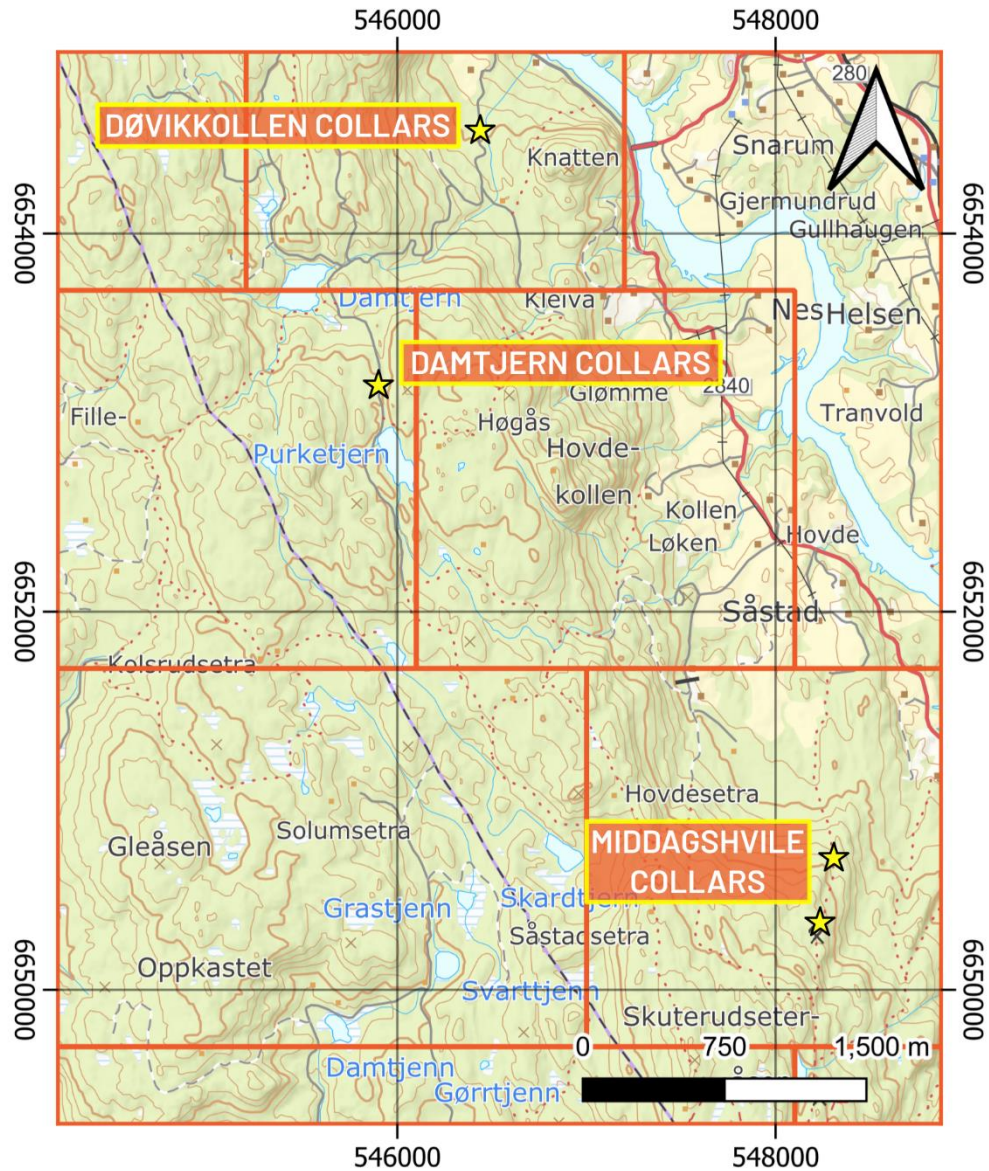 546000
548000
280
DØVIKKOLLEN COLLARS
Snarum
Knatten
Gjermundrud
Gullhaugen
6654000
6654000
Damtjern
Kleiva
Nes
Helsen
DAMTJERN COLLARS
2840
Glømme
Fille-
Høgås
Tranvold
Hovde-
kollen
Purketjern
Kollen
Løken
Hovde
6652000
6652000
Såstad
Kolsrudsetra
Hovdesetra
Solumsetra
Gleåsen
MIDDAGSHVILE
COLLARS
Skardtjern
Grastjenn
Såstadsetra
Oppkastet
Svarttjenn
6650000
6650000
Skuterudseter-
0
750
1,500 m
Damtjenn
Gørrtjenn
546000
548000